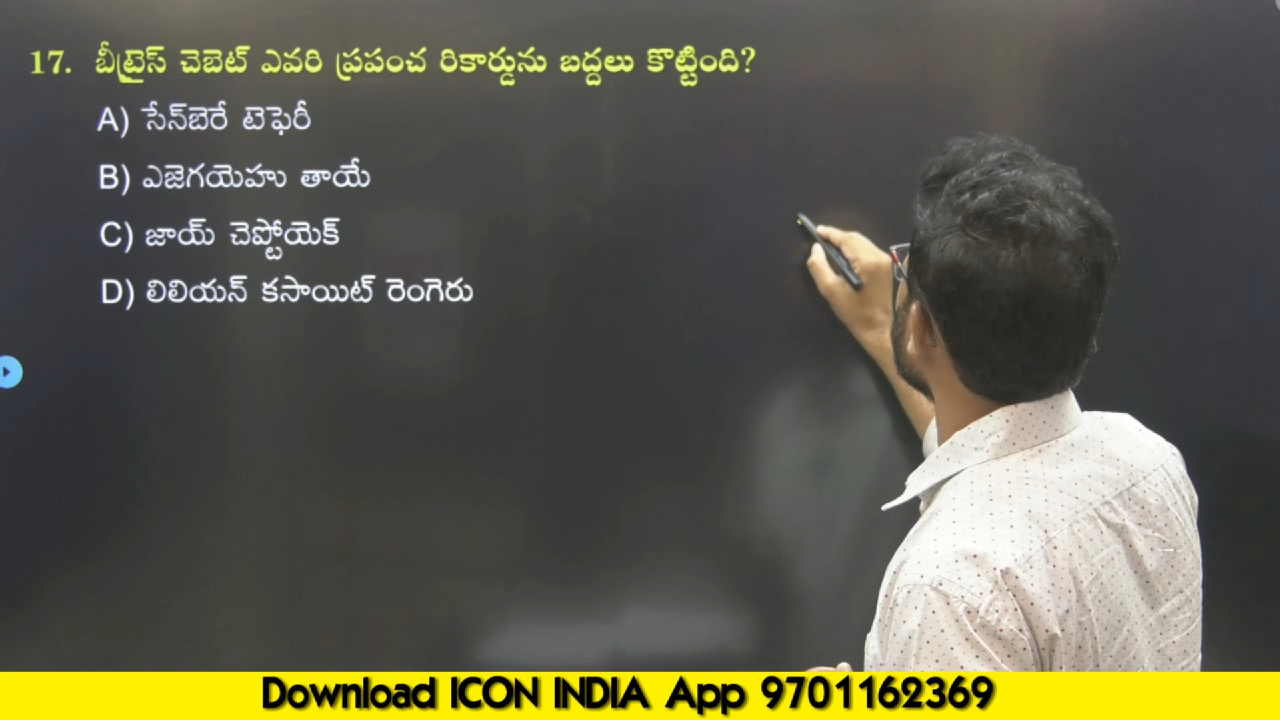 17. బీట్రైస్ చెబెట్ ఎవరి ప్రపంచ రికార్డును బద్దలు కొట్టింది?
A) సేన్‌బెరే టెఫెరీ
B) ఎజెగయెహు తాయే
C) జాయ్ చెప్టోయెక్
D) లిలియన్ కసాయిట్ రెంగెరు
Download ICON INDIA App 9701162369